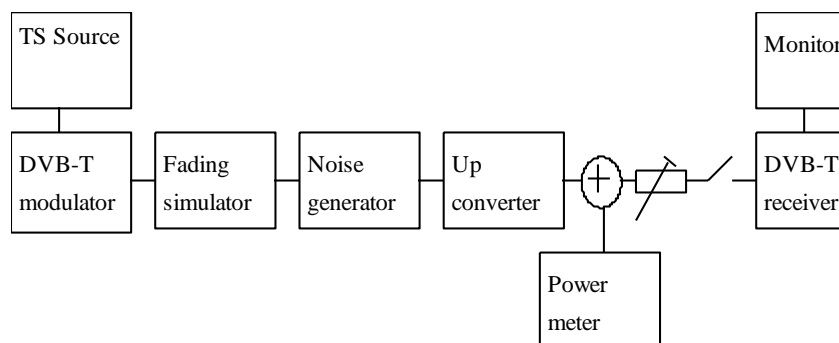 TS Source
Monitor
DVB-T
modulator
Fading
simulator
Noise
generator
Up
converter
DVB-T
receiver
Power
meter